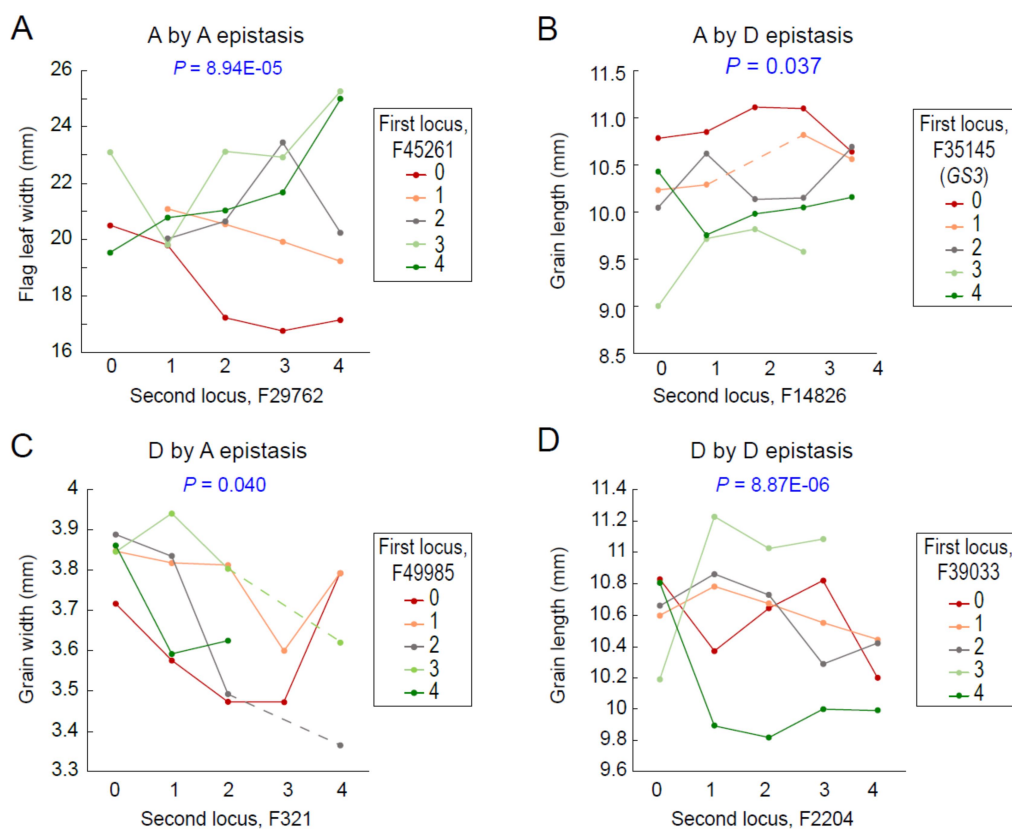 A
A by A epistasis
P = 8.94E-05
26
24
22
20
18
16
Flag leaf width (mm)
0 1 2 3 4
Second locus, F29762
First locus,
F45261
0
1
2
3
4
B
A by D epistasis
P = 0.037
11.5
11.0
10.5
10.0
9.5
9.0
8.5
Grain length (mm)
0 1 2 3 4
Second locus, F14826
First locus,
F35145
(GS3)
0
1
2
3
4
C
D by A epistasis
P = 0.040
4
3.9
3.8
3.7
3.6
3.5
3.4
3.3
Grain width (mm)
0 1 2 3 4
Second locus, F321
First locus,
F49985
0
1
2
3
4
D
D by D epistasis
P = 8.87E-06
11.4
11.2
11.0
10.8
10.6
10.4
10.2
10
9.8
9.6
Grain length (mm)
0 1 2 3 4
Second locus, F2204
First locus,
F39033
0
1
2
3
4